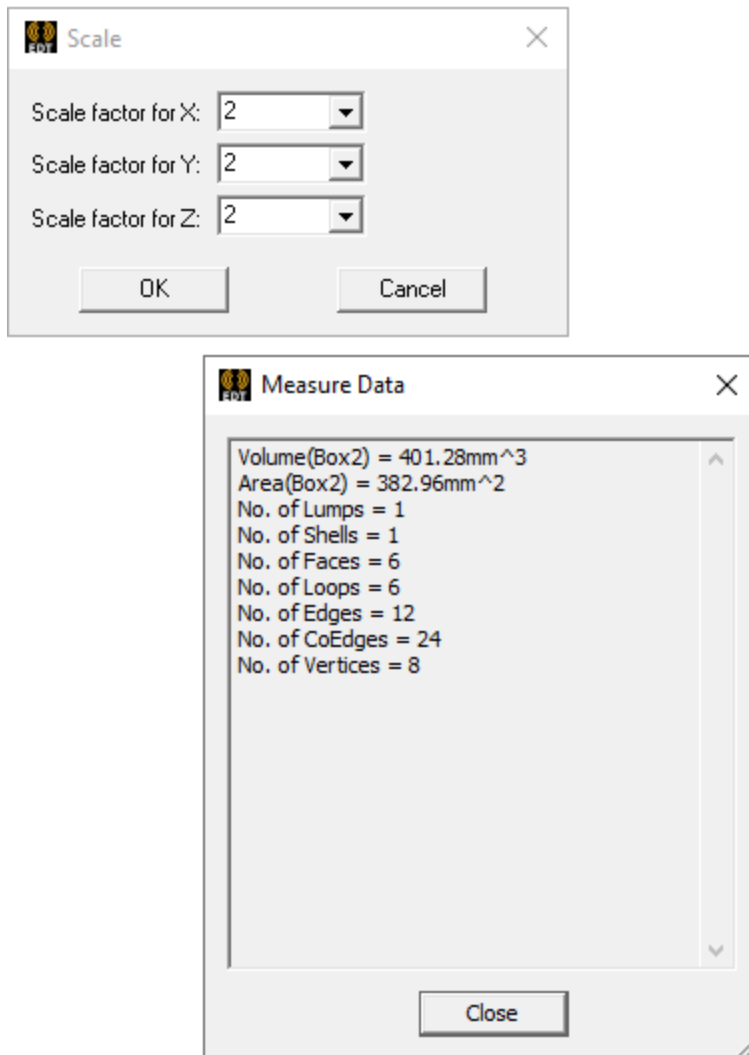 EDT Scale
Scale factor for X: 2
Scale factor for Y: 2
Scale factor for Z: 2
OK Cancel
EDT Measure Data
Volume(Box2) = 401.28mm^3
Area(Box2) = 382.96mm^2
No. of Lumps = 1
No. of Shells = 1
No. of Faces = 6
No. of Loops = 6
No. of Edges = 12
No. of CoEdges = 24
No. of Vertices = 8
Close